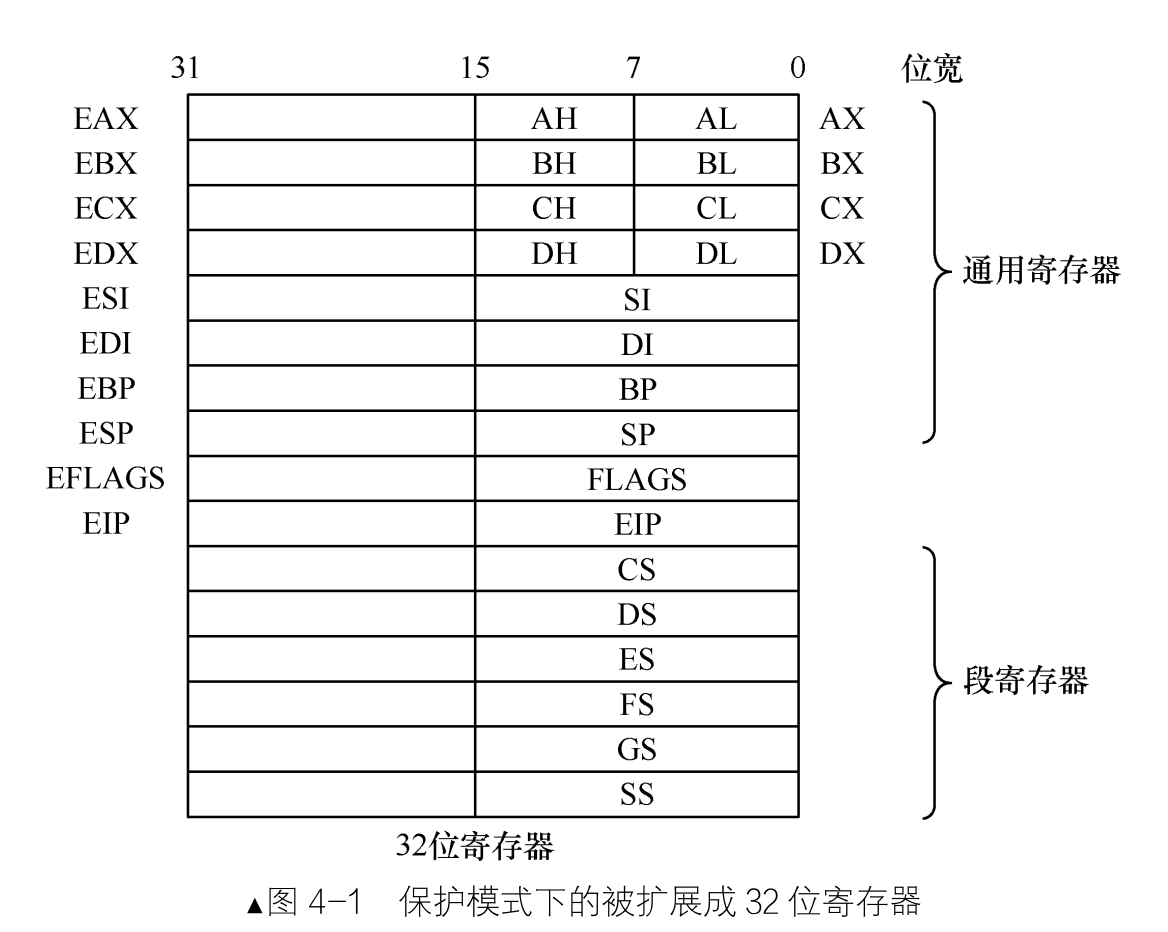 31 15 7 0 位宽
EAX AH AL AX
EBX BH BL BX
ECX CH CL CX
EDX DH DL DX
通用寄存器
ESI SI
EDI DI
EBP BP
ESP SP
EFLAGS FLAGS
EIP EIP
CS
DS
ES
段寄存器
FS
GS
SS
32位寄存器
▲图 4-1 保护模式下的被扩展成 32 位寄存器